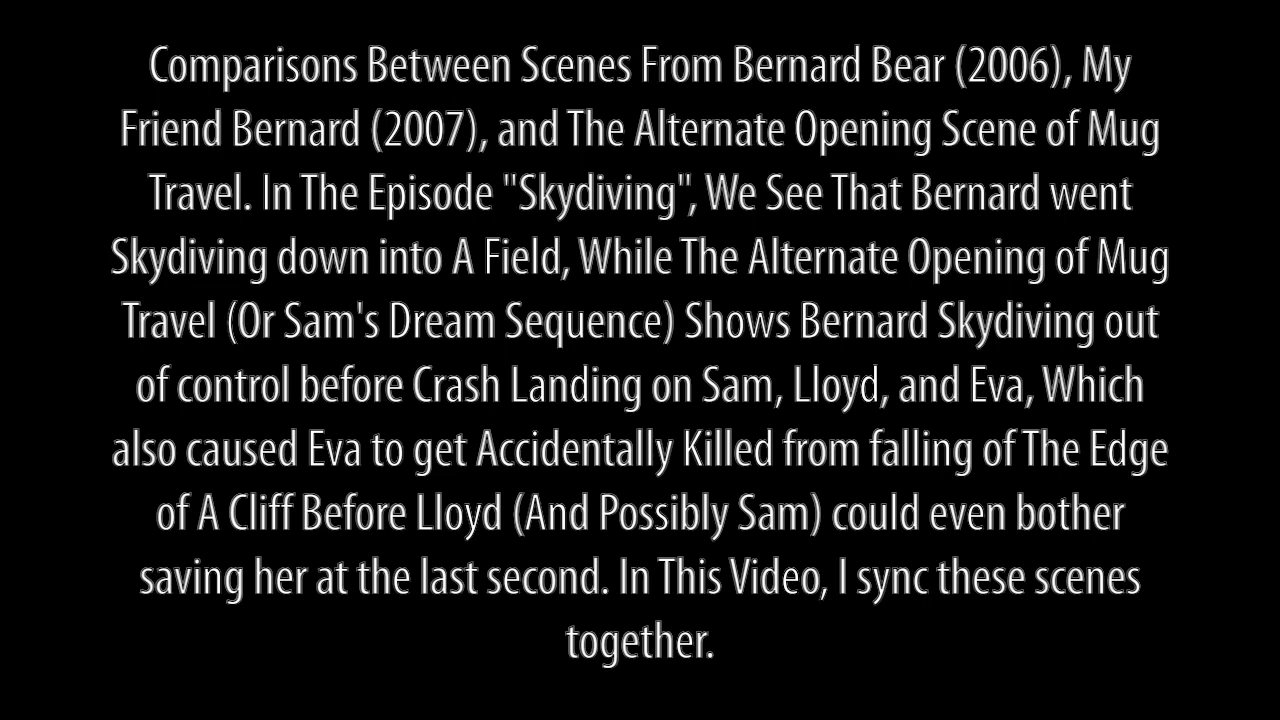 Comparisons Between Scenes From Bernard Bear (2006), My
Friend Bernard (2007), and The Alternate Opening Scene of Mug
Travel. In The Episode "Skydiving", We See That Bernard went
Skydiving down into A Field, While The Alternate Opening of Mug
Travel (Or Sam's Dream Sequence) Shows Bernard Skydiving out
of control before Crash Landing on Sam, Lloyd, and Eva, Which
also caused Eva to get Accidentally Killed from falling of The Edge
of A Cliff Before Lloyd (And Possibly Sam) could even bother
saving her at the last second. In This Video, I sync these scenes
together.